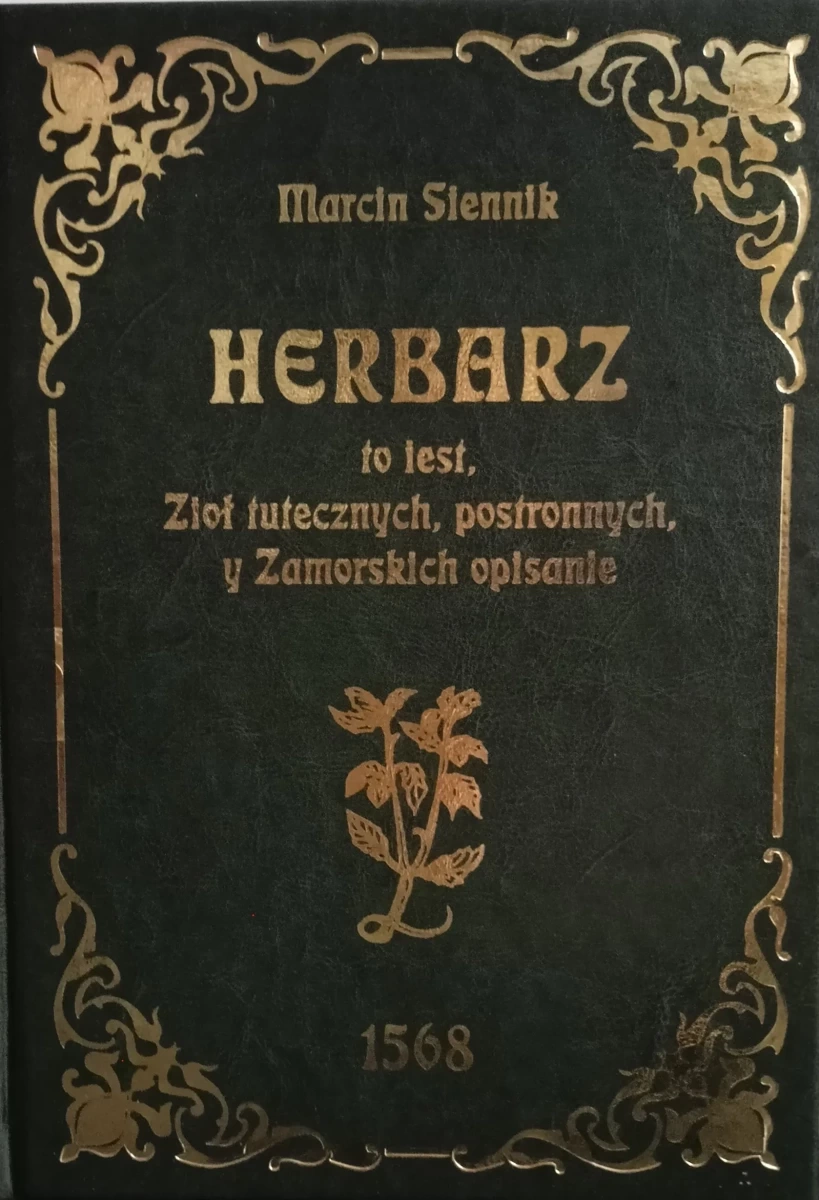 Marcin Siennik
HERBARZ
to iest,
Zioł tutecznych, postronnych,
y Zamorskich opisanie
1568